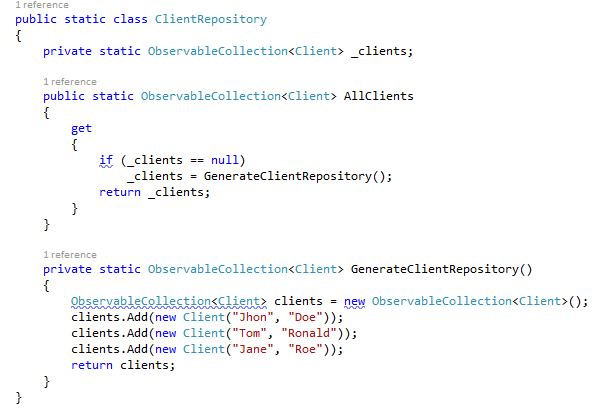 1 reference
public static class ClientRepository
{
    private static ObservableCollection<Client> _clients;
    1 reference
    public static ObservableCollection<Client> AllClients
    {
        get
        {
            if (_clients == null)
                _clients = GenerateClientRepository();
            return _clients;
        }
    }
    1 reference
    private static ObservableCollection<Client> GenerateClientRepository()
    {
        ObservableCollection<Client> clients = new ObservableCollection<Client>();
        clients.Add(new Client("Jhon", "Doe"));
        clients.Add(new Client("Tom", "Ronald"));
        clients.Add(new Client("Jane", "Roe"));
        return clients;
    }
}